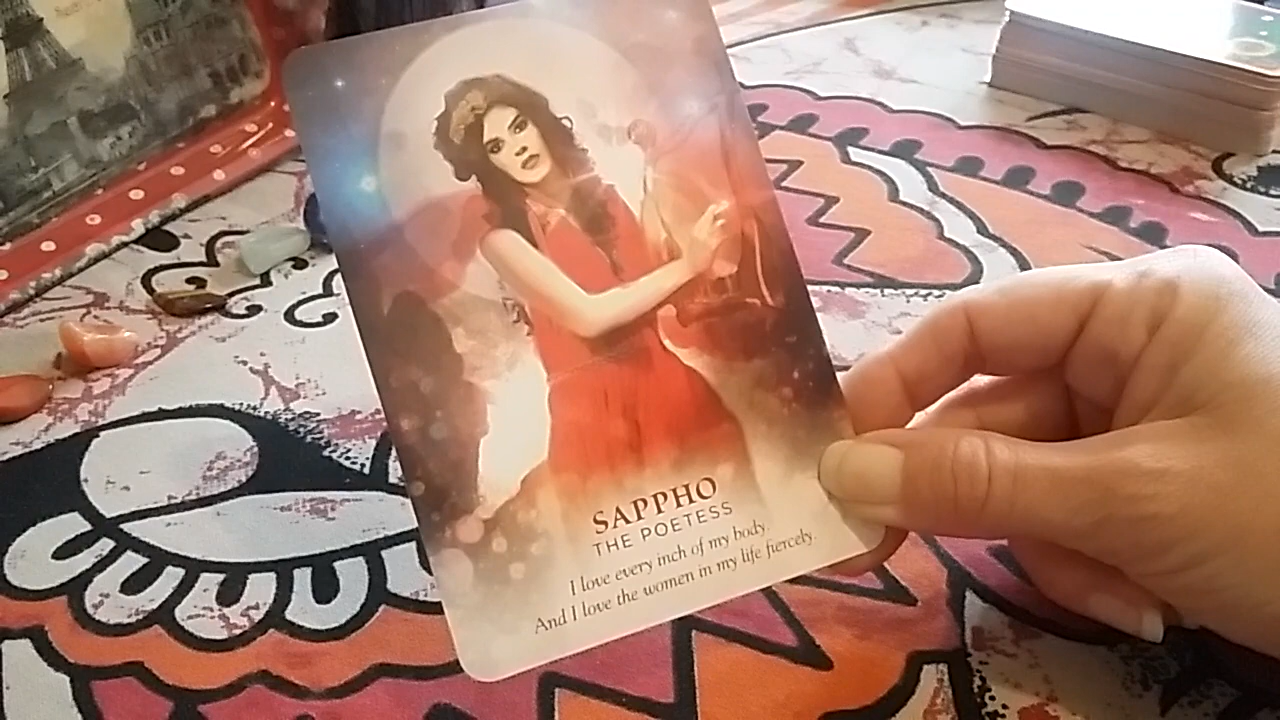 SAPPHO
THE POETESS
I love every inch of my body.
And I love the women in my life fiercely.